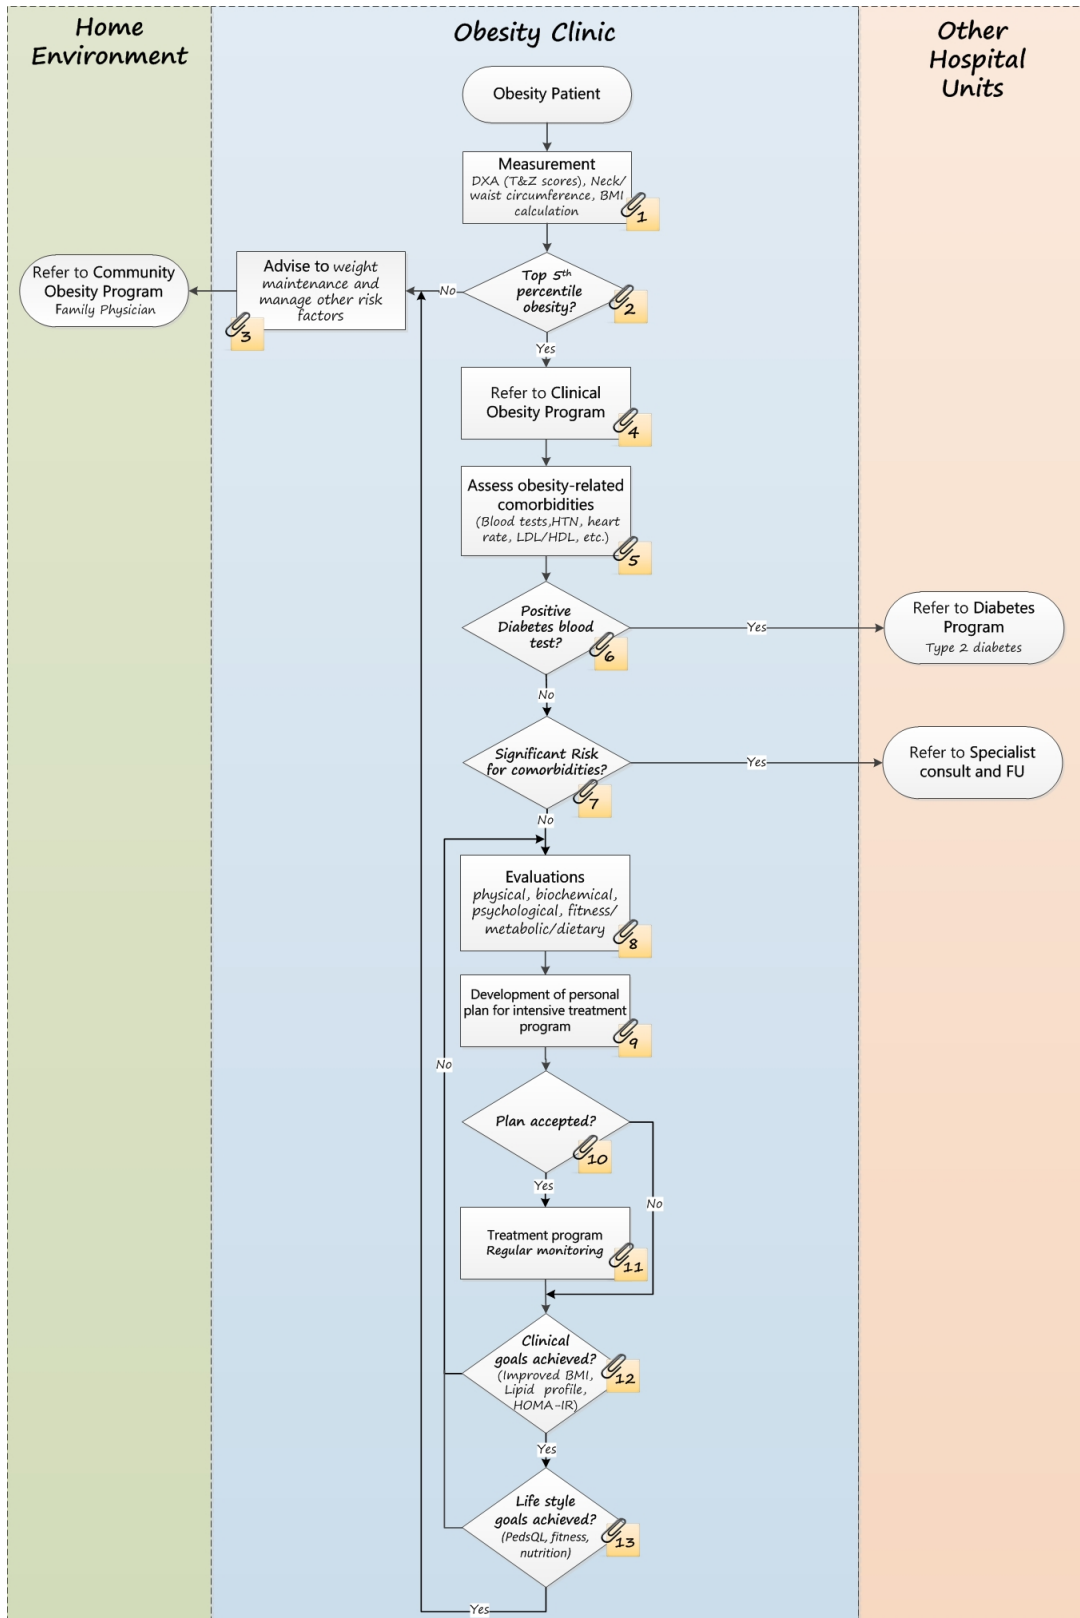 Home
Environment
Obesity Clinic
Other
Hospital
Units
Obesity Patient
Measurement
DXA (T&Z scores), Neck/
waist circumference, BMI
calculation
1
Top 5th
percentile
obesity?
2
No
Advise to weight
maintenance and
manage other risk
factors
3
Refer to Community
Obesity Program
Family Physician
Yes
Refer to Clinical
Obesity Program
4
Assess obesity-related
comorbidities
(Blood tests,HTN, heart
rate, LDL/HDL, etc.)
5
Positive
Diabetes blood
test?
6
Yes
Refer to Diabetes
Program
Type 2 diabetes
No
Significant Risk
for comorbidities?
7
Yes
Refer to Specialist
consult and FU
No
Evaluations
physical, biochemical,
psychological, fitness/
metabolic/dietary
8
Development of personal
plan for intensive treatment
program
9
No
Plan accepted?
10
Yes
No
Treatment program
Regular monitoring
11
Clinical
goals achieved?
(Improved BMI,
Lipid profile,
HOMA-IR)
12
Yes
Life style
goals achieved?
(PedsQL, fitness,
nutrition)
13
Yes